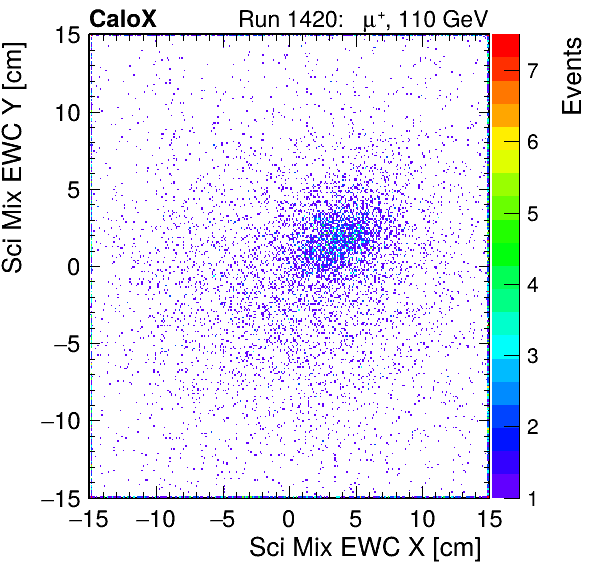 CaloX Run 1420: μ⁺, 110 GeV
Sci Mix EWC Y [cm]
15
10
5
0
−5
−10
−15
−15 −10 −5 0 5 10 15
Sci Mix EWC X [cm]
Events
7
6
5
4
3
2
1